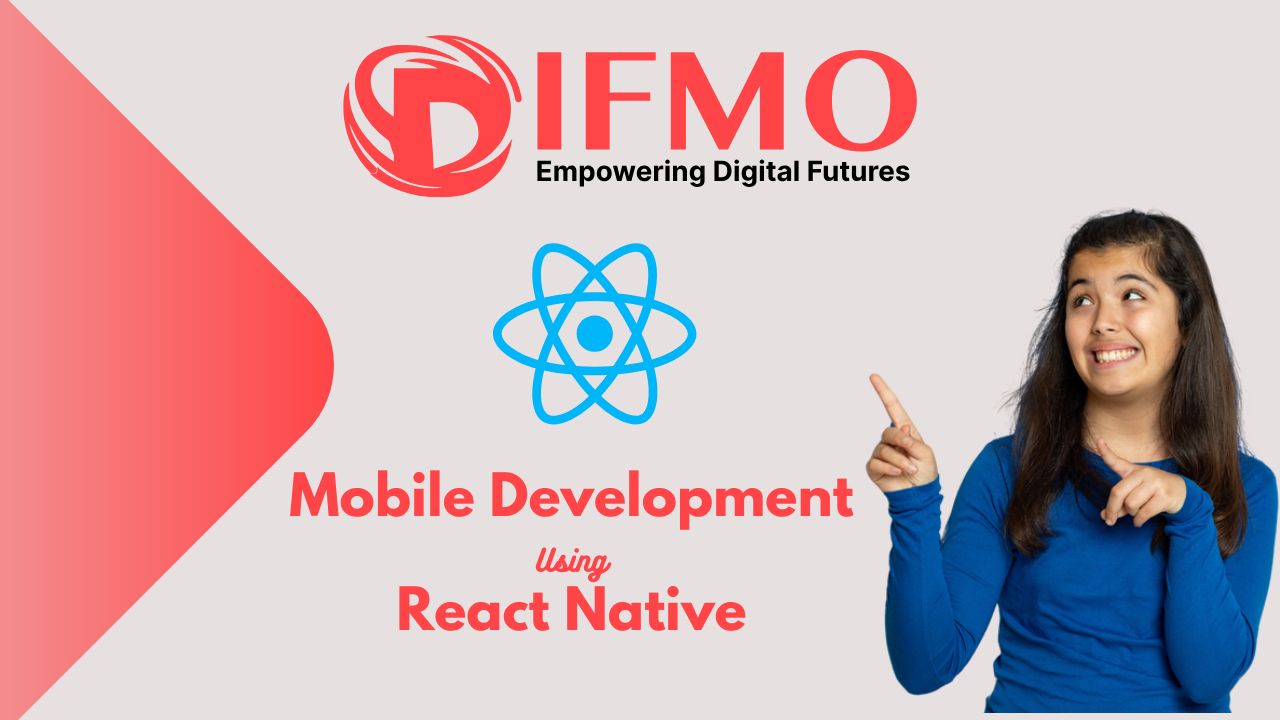 DIFMO
Empowering Digital Futures
Mobile Development
Using
React Native